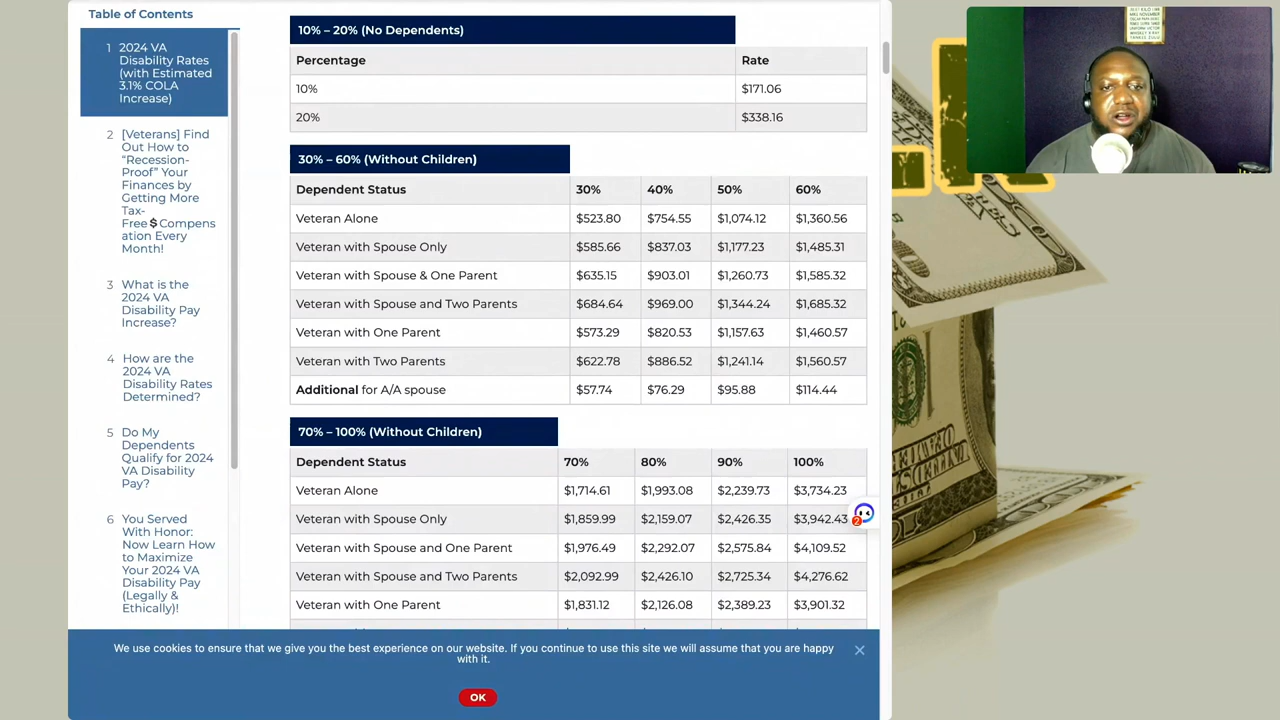 Table of Contents
1 2024 VA
Disability Rates
(with Estimated
3.1% COLA
Increase)
2 [Veterans] Find
Out How to
“Recession-
Proof” Your
Finances by
Getting More
Tax-
Free $ Compens
ation Every
Month!
3 What is the
2024 VA
Disability Pay
Increase?
4 How are the
2024 VA
Disability Rates
Determined?
5 Do My
Dependents
Qualify for 2024
VA Disability
Pay?
6 You Served
With Honor:
Now Learn How
to Maximize
Your 2024 VA
Disability Pay
(Legally &
Ethically)!
10% – 20% (No Dependents)
Percentage Rate
10% $171.06
20% $338.16
30% – 60% (Without Children)
Dependent Status 30% 40% 50% 60%
Veteran Alone $523.80 $754.55 $1,074.12 $1,360.56
Veteran with Spouse Only $585.66 $837.03 $1,177.23 $1,485.31
Veteran with Spouse & One Parent $635.15 $903.01 $1,260.73 $1,585.32
Veteran with Spouse and Two Parents $684.64 $969.00 $1,344.24 $1,685.32
Veteran with One Parent $573.29 $820.53 $1,157.63 $1,460.57
Veteran with Two Parents $622.78 $886.52 $1,241.14 $1,560.57
Additional for A/A spouse $57.74 $76.29 $95.88 $114.44
70% – 100% (Without Children)
Dependent Status 70% 80% 90% 100%
Veteran Alone $1,714.61 $1,993.08 $2,239.73 $3,734.23
Veteran with Spouse Only $1,859.99 $2,159.07 $2,426.35 $3,942.43
2
Veteran with Spouse and One Parent $1,976.49 $2,292.07 $2,575.84 $4,109.52
Veteran with Spouse and Two Parents $2,092.99 $2,426.10 $2,725.34 $4,276.62
Veteran with One Parent $1,831.12 $2,126.08 $2,389.23 $3,901.32
We use cookies to ensure that we give you the best experience on our website. If you continue to use this site we will assume that you are happy
with it.
OK